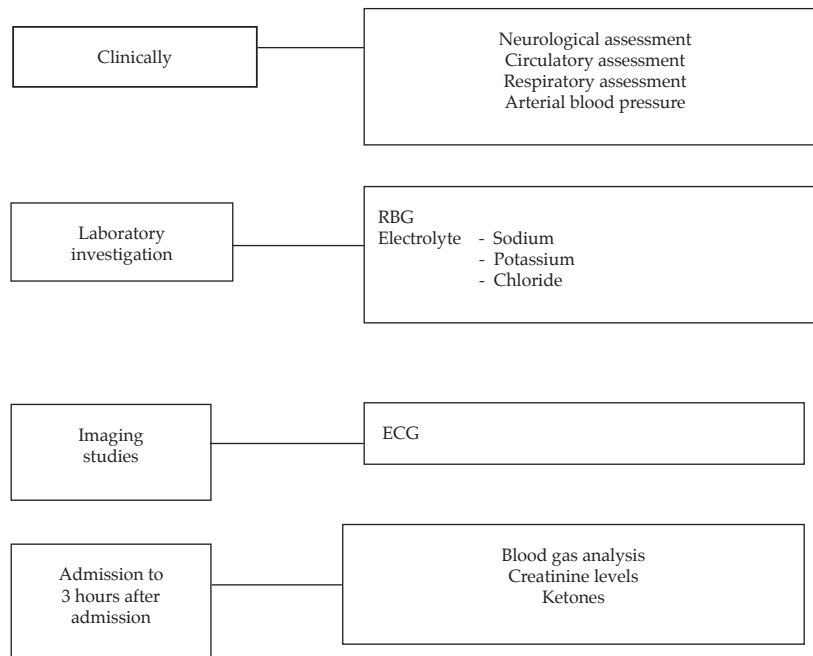 Clinically
Neurological assessment
Circulatory assessment
Respiratory assessment
Arterial blood pressure
Laboratory
investigation
RBG
Electrolyte - Sodium
- Potassium
- Chloride
Imaging
studies
ECG
Admission to
3 hours after
admission
Blood gas analysis
Creatinine levels
Ketones